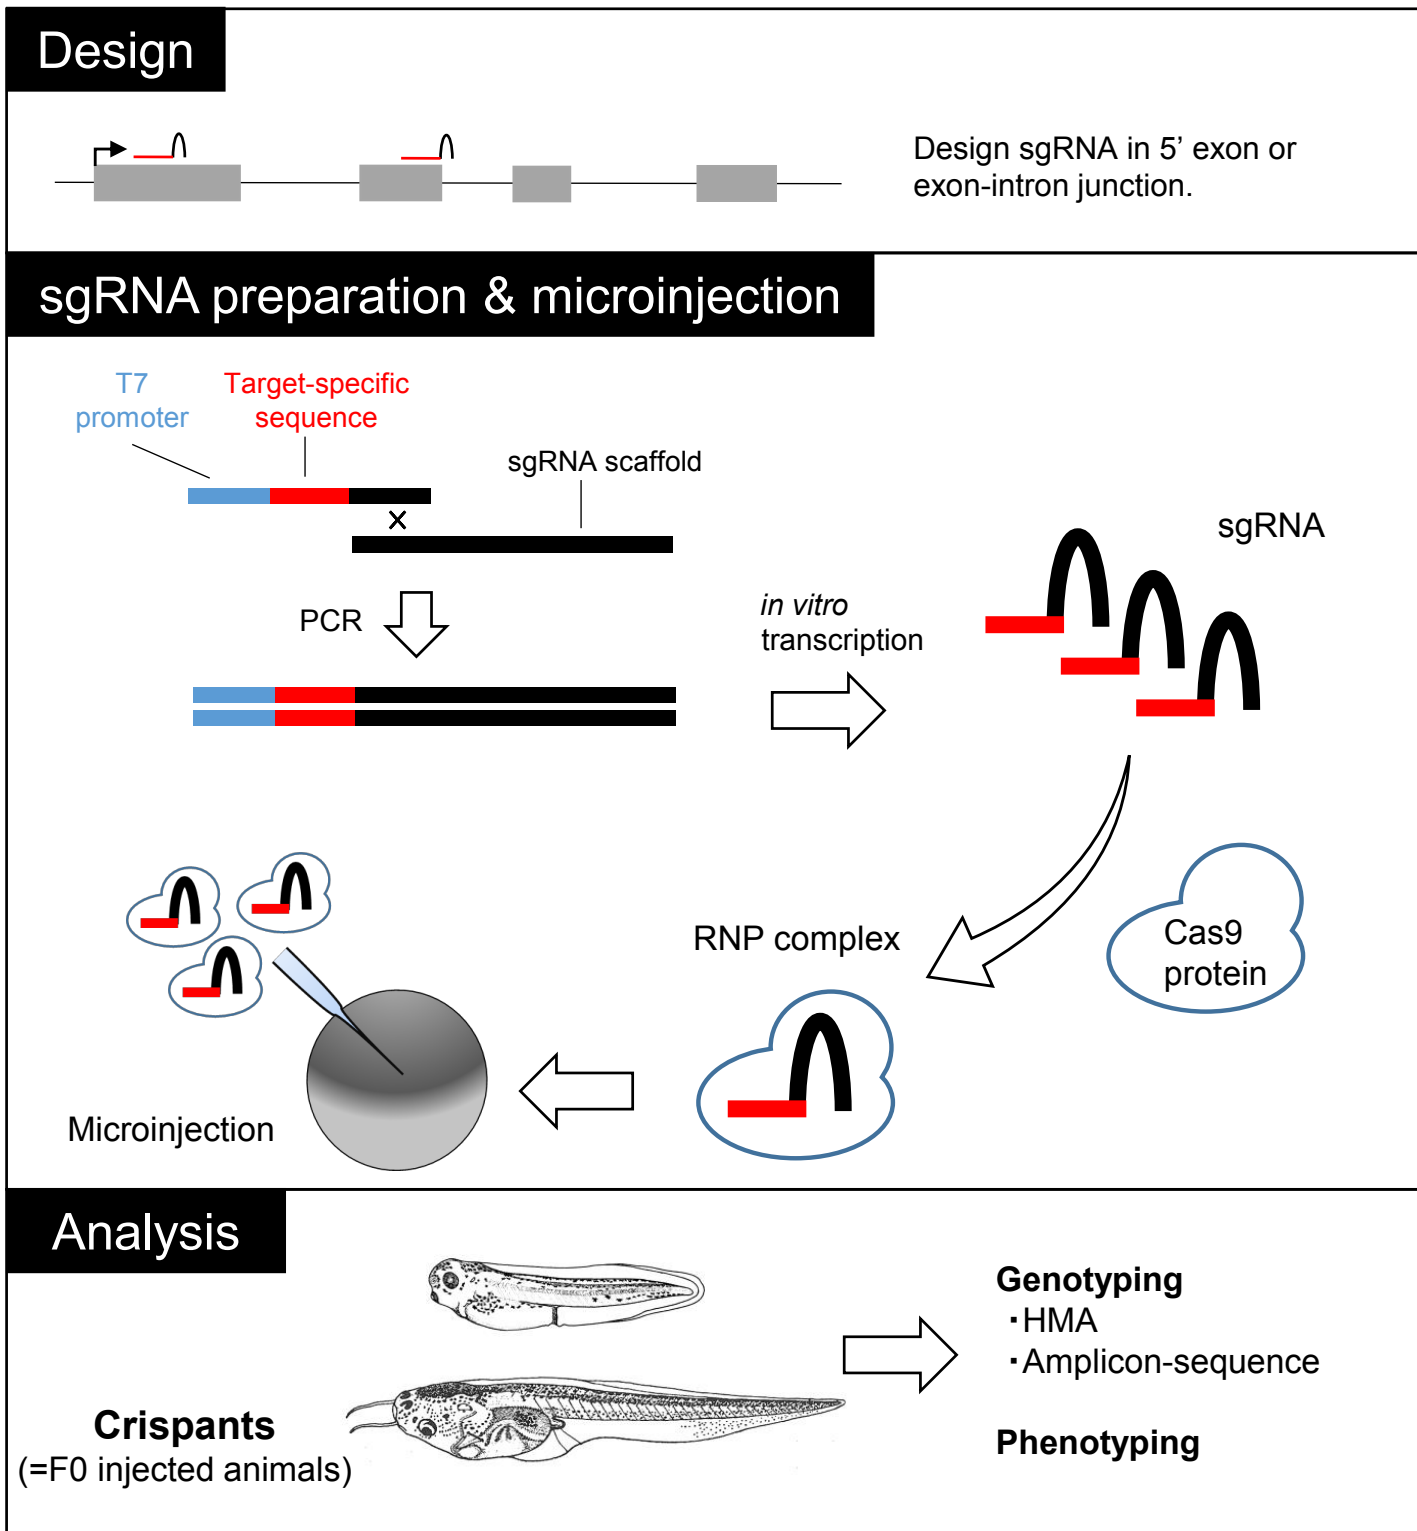 Design
Design sgRNA in 5’ exon or
exon-intron junction.
sgRNA preparation & microinjection
T7
promoter
Target-specific
sequence
sgRNA scaffold
PCR
in vitro
transcription
sgRNA
Cas9
protein
RNP complex
Microinjection
Analysis
Crispants
(=F0 injected animals)
Genotyping
・HMA
・Amplicon-sequence
Phenotyping